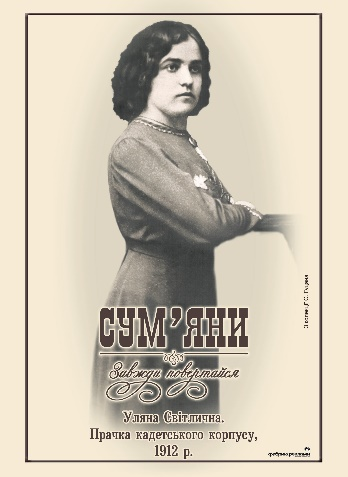 СУМ’ЯНИ
Завжди повертайся
Уляна Світлична.
Прачка кадетського корпусу,
1912 р.